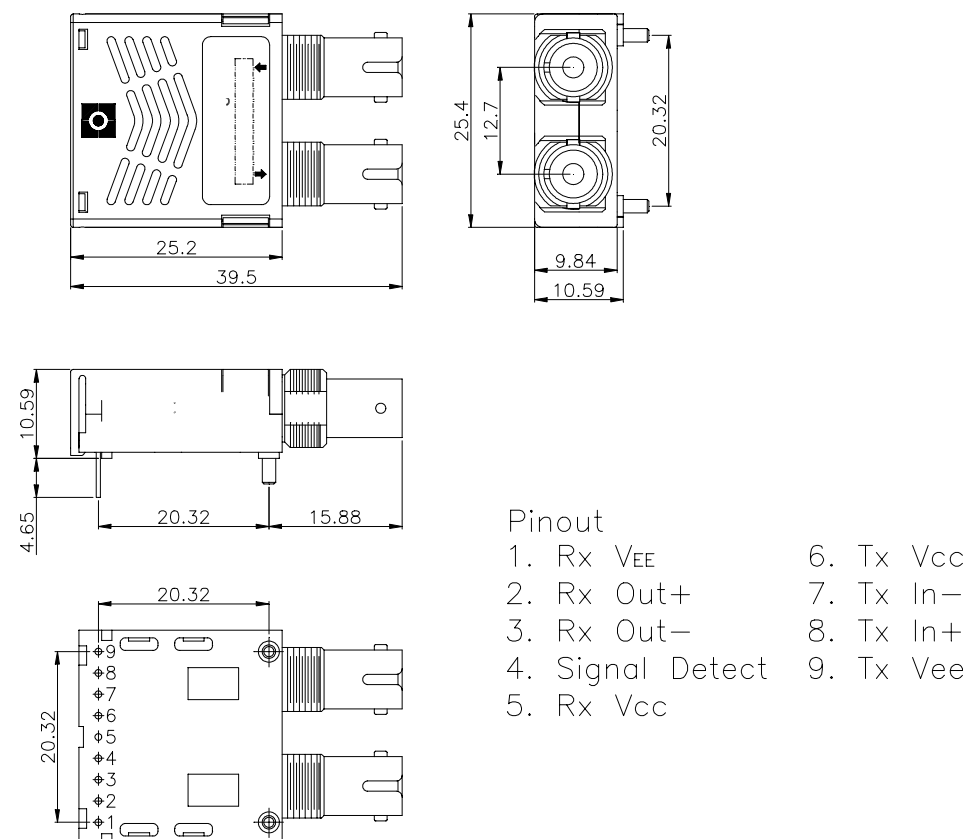 25.2
39.5
25.4
12.7
20.32
9.84
10.59
10.59
4.65
20.32
15.88
Pinout
1. Rx VEE
2. Rx Out+
3. Rx Out−
4. Signal Detect
5. Rx Vcc
6. Tx Vcc
7. Tx In−
8. Tx In+
9. Tx Vee
20.32
20.32
9
8
7
6
5
4
3
2
1